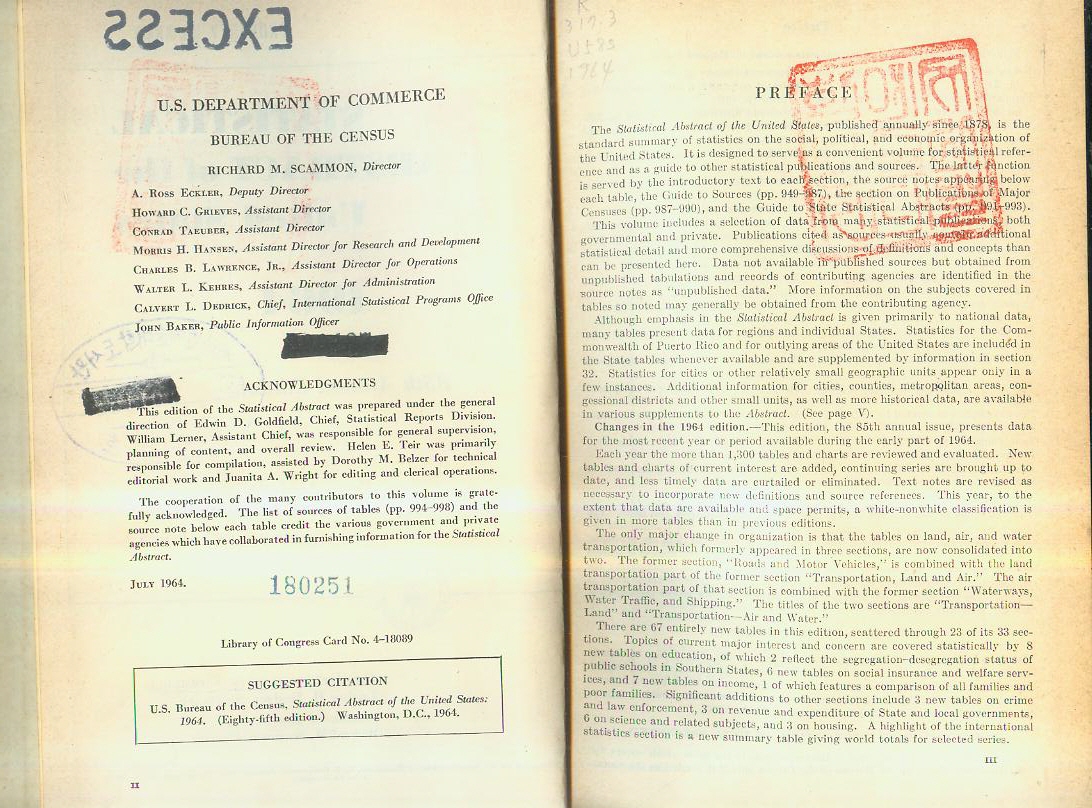 EXCESS
U.S. DEPARTMENT OF COMMERCE
BUREAU OF THE CENSUS
RICHARD M. SCAMMON, Director
A. ROSS ECKLER, Deputy Director
HOWARD C. GRIEVES, Assistant Director
CONRAD TAEUBER, Assistant Director
MORRIS H. HANSEN, Assistant Director for Research and Development
CHARLES B. LAWRENCE, JR., Assistant Director for Operations
WALTER L. KEHRES, Assistant Director for Administration
CALVERT L. DEDRICK, Chief, International Statistical Programs Office
JOHN BAKER, Public Information Officer
ACKNOWLEDGMENTS
This edition of the Statistical Abstract was prepared under the general
direction of Edwin D. Goldfield, Chief, Statistical Reports Division.
William Lerner, Assistant Chief, was responsible for general supervision,
planning of content, and overall review. Helen E. Teir was primarily
responsible for compilation, assisted by Dorothy M. Belzer for technical
editorial work and Juanita A. Wright for editing and clerical operations.
The cooperation of the many contributors to this volume is grate-
fully acknowledged. The list of sources of tables (pp. 994–998) and the
source note below each table credit the various government and private
agencies which have collaborated in furnishing information for the Statistical
Abstract.
JULY 1964.
180251
Library of Congress Card No. 4–18089
SUGGESTED CITATION
U.S. Bureau of the Census, Statistical Abstract of the United States:
1964. (Eighty-fifth edition.) Washington, D.C., 1964.
II
R
317.3
U583
1964
PREFACE
The Statistical Abstract of the United States, published annually since 1878, is the
standard summary of statistics on the social, political, and economic organization of
the United States. It is designed to serve as a convenient volume for statistical refer-
ence and as a guide to other statistical publications and sources. The latter function
is served by the introductory text to each section, the source notes appearing below
each table, the Guide to Sources (pp. 949–987), the section on Publications of Major
Censuses (pp. 987–990), and the Guide to State Statistical Abstracts (pp. 991–993).
This volume includes a selection of data from many statistical publications, both
governmental and private. Publications cited as sources usually contain additional
statistical detail and more comprehensive discussions of definitions and concepts than
can be presented here. Data not available in published sources but obtained from
unpublished tabulations and records of contributing agencies are identified in the
source notes as “unpublished data.” More information on the subjects covered in
tables so noted may generally be obtained from the contributing agency.
Although emphasis in the Statistical Abstract is given primarily to national data,
many tables present data for regions and individual States. Statistics for the Com-
monwealth of Puerto Rico and for outlying areas of the United States are included in
the State tables whenever available and are supplemented by information in section
32. Statistics for cities or other relatively small geographic units appear only in a
few instances. Additional information for cities, counties, metropolitan areas, con-
gressional districts and other small units, as well as more historical data, are available
in various supplements to the Abstract. (See page V).
Changes in the 1964 edition.—This edition, the 85th annual issue, presents data
for the most recent year or period available during the early part of 1964.
Each year the more than 1,300 tables and charts are reviewed and evaluated. New
tables and charts of current interest are added, continuing series are brought up to
date, and less timely data are curtailed or eliminated. Text notes are revised as
necessary to incorporate new definitions and source references. This year, to the
extent that data are available and space permits, a white-nonwhite classification is
given in more tables than in previous editions.
The only major change in organization is that the tables on land, air, and water
transportation, which formerly appeared in three sections, are now consolidated into
two. The former section, “Roads and Motor Vehicles,” is combined with the land
transportation part of the former section “Transportation, Land and Air.” The air
transportation part of that section is combined with the former section “Waterways,
Water Traffic, and Shipping.” The titles of the two sections are “Transportation—
Land” and “Transportation—Air and Water.”
There are 67 entirely new tables in this edition, scattered through 23 of its 33 sec-
tions. Topics of current major interest and concern are covered statistically by 8
new tables on education, of which 2 reflect the segregation–desegregation status of
public schools in Southern States, 6 new tables on social insurance and welfare serv-
ices, and 7 new tables on income, 1 of which features a comparison of all families and
poor families. Significant additions to other sections include 3 new tables on crime
and law enforcement, 3 on revenue and expenditure of State and local governments,
6 on science and related subjects, and 3 on housing. A highlight of the international
statistics section is a new summary table giving world totals for selected series.
III